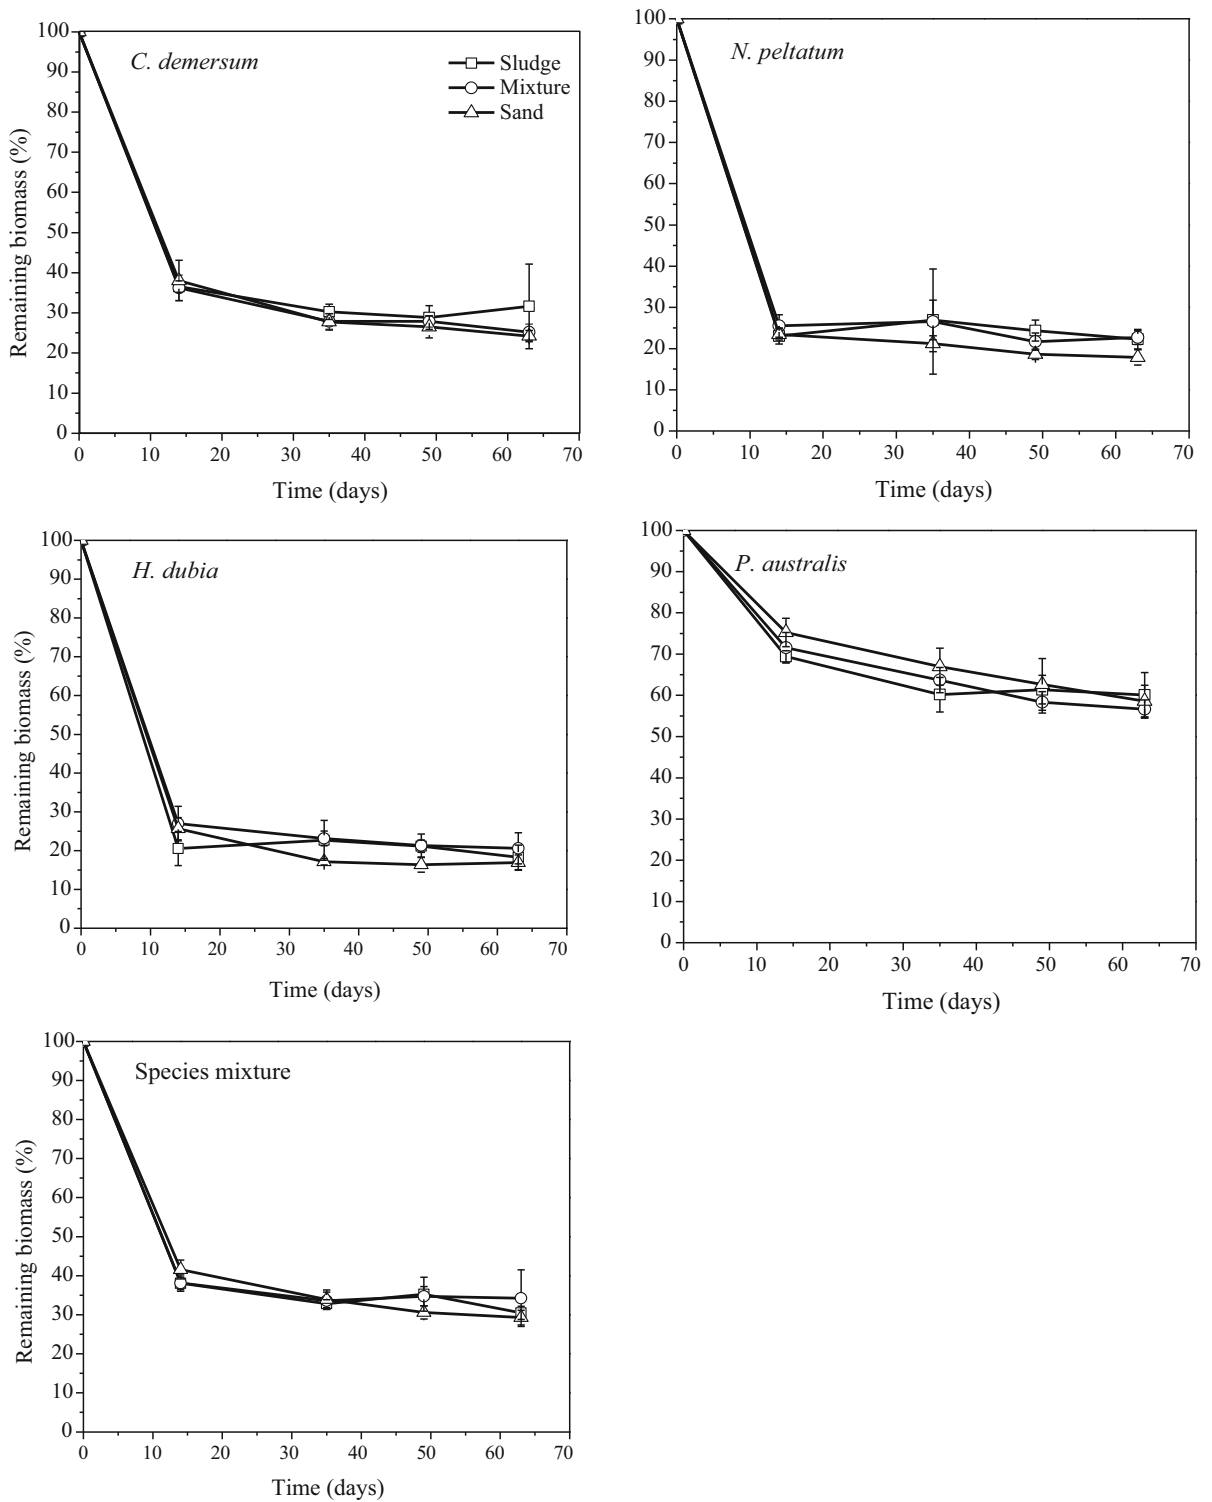 C. demersum
Sludge
Mixture
Sand
100
90
80
70
60
50
40
30
20
10
0
0 10 20 30 40 50 60 70
Remaining biomass (%)
Time (days)
N. peltatum
100
90
80
70
60
50
40
30
20
10
0
0 10 20 30 40 50 60 70
Time (days)
H. dubia
100
90
80
70
60
50
40
30
20
10
0
0 10 20 30 40 50 60 70
Remaining biomass (%)
Time (days)
P. australis
100
90
80
70
60
50
40
30
20
10
0
0 10 20 30 40 50 60 70
Time (days)
Species mixture
100
90
80
70
60
50
40
30
20
10
0
0 10 20 30 40 50 60 70
Remaining biomass (%)
Time (days)